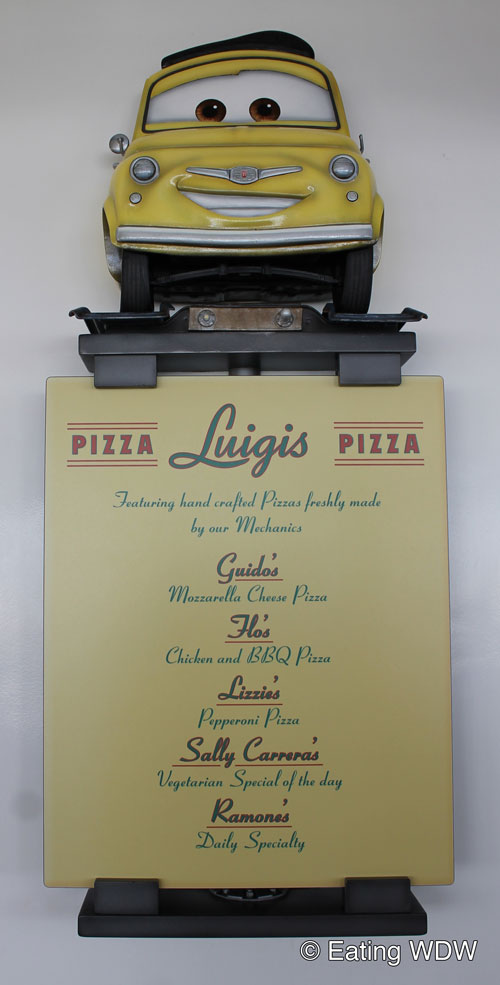 PIZZA Luigis PIZZA
Featuring hand crafted Pizzas freshly made
by our Mechanics
Guido's
Mozzarella Cheese Pizza
Flo's
Chicken and BBQ Pizza
Lizzie's
Pepperoni Pizza
Sally Carrera's
Vegetarian Special of the day
Ramone's
Daily Specialty
© Eating WDW